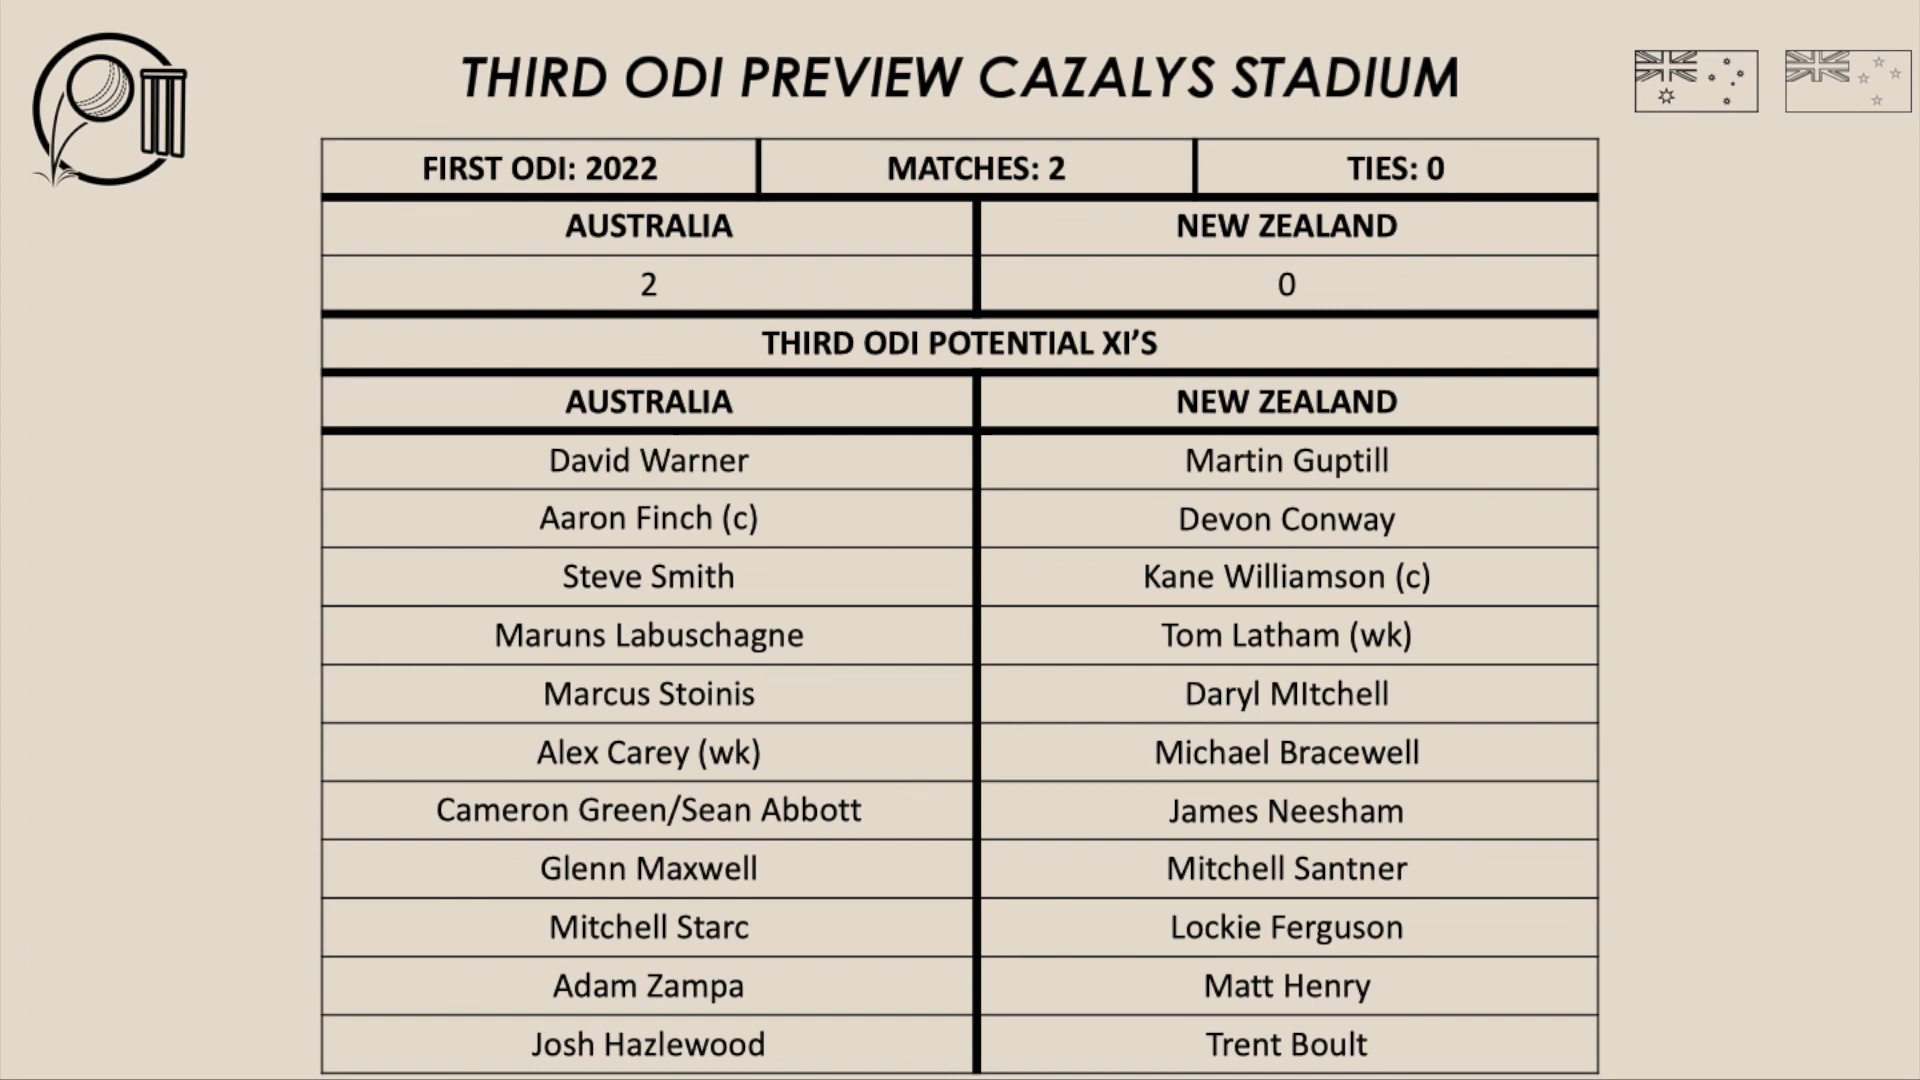 THIRD ODI PREVIEW CAZALYS STADIUM
FIRST ODI: 2022 MATCHES: 2 TIES: 0
AUSTRALIA NEW ZEALAND
2 0
THIRD ODI POTENTIAL XI’S
AUSTRALIA NEW ZEALAND
David Warner Martin Guptill
Aaron Finch (c) Devon Conway
Steve Smith Kane Williamson (c)
Maruns Labuschagne Tom Latham (wk)
Marcus Stoinis Daryl MItchell
Alex Carey (wk) Michael Bracewell
Cameron Green/Sean Abbott James Neesham
Glenn Maxwell Mitchell Santner
Mitchell Starc Lockie Ferguson
Adam Zampa Matt Henry
Josh Hazlewood Trent Boult